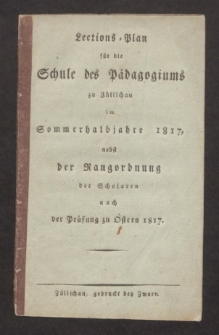 Lections-Plan
für die
Schule des Pädagogiums
zu Züllichau
im
Sommerhalbjahre 1817,
nebst
der Rangordnung
der Scholaren
nach
der Prüfung zu Ostern 1817.
Züllichau, gedruckt bey Zwarr.